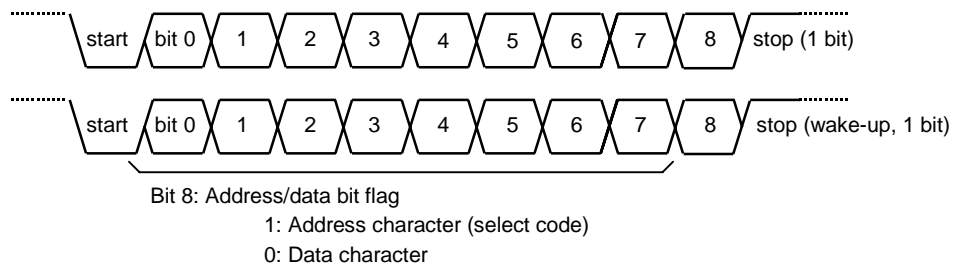 start bit 0 1 2 3 4 5 6 7 8 stop (1 bit)
start bit 0 1 2 3 4 5 6 7 8 stop (wake-up, 1 bit)
Bit 8: Address/data bit flag
1: Address character (select code)
0: Data character